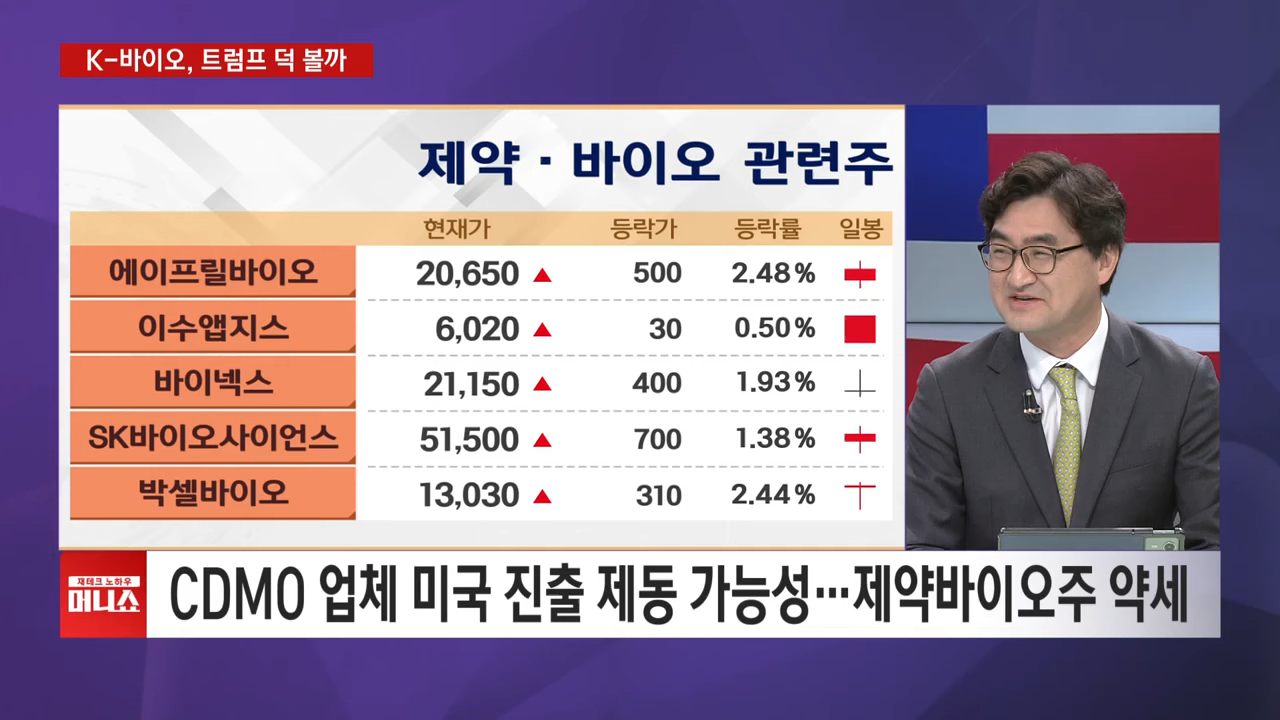 K-바이오, 트럼프 덕 볼까
제약·바이오 관련주
현재가 등락가 등락률 일봉
에이프릴바이오 20,650 ▲ 500 2.48%
이수앱지스 6,020 ▲ 30 0.50%
바이넥스 21,150 ▲ 400 1.93%
SK바이오사이언스 51,500 ▲ 700 1.38%
박셀바이오 13,030 ▲ 310 2.44%
재테크 노하우
머니쇼
CDMO 업체 미국 진출 제동 가능성…제약바이오주 약세